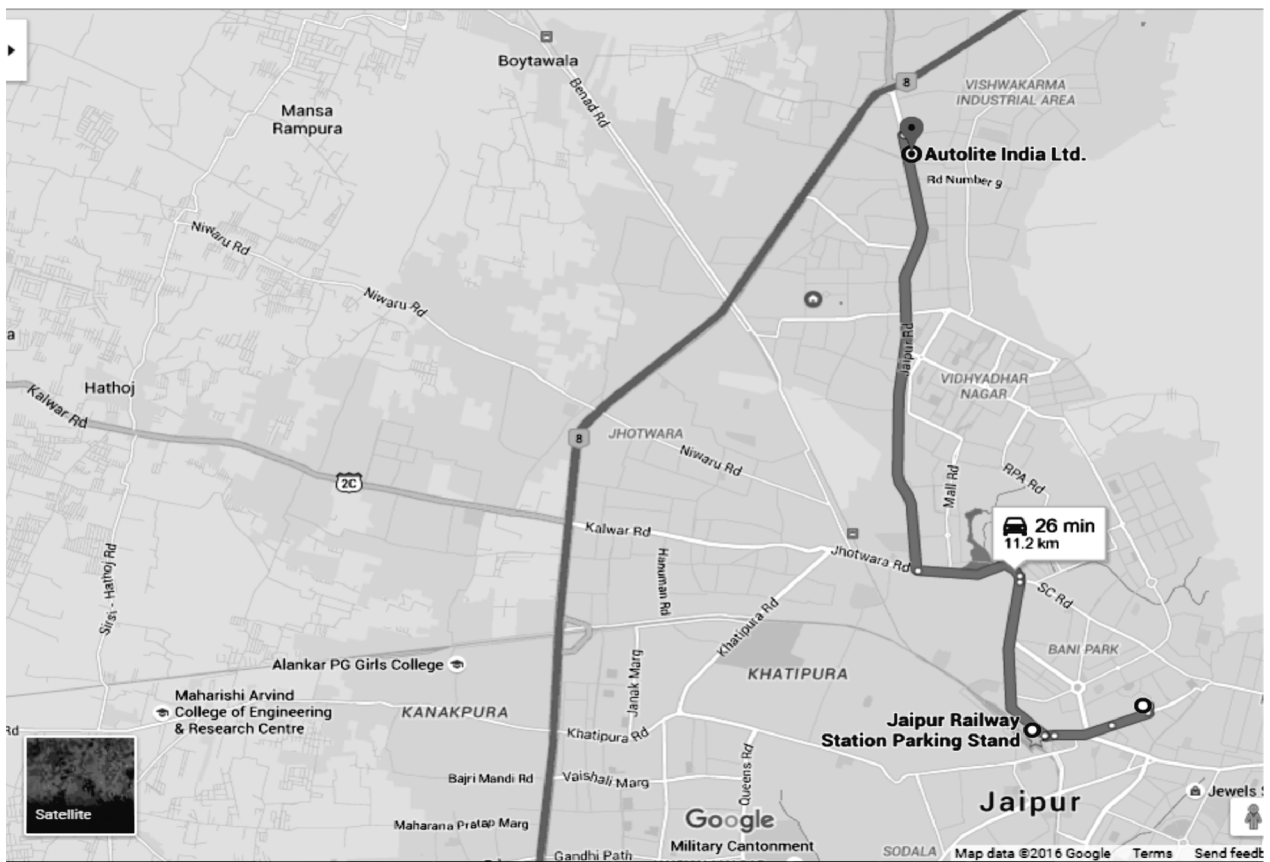 Boytawala
Benad Rd
8
VISHWAKARMA
INDUSTRIAL AREA
Mansa
Rampura
Autolite India Ltd.
Rd Number 9
Niwaru Rd
Niwaru Rd
a
Jaipur Rd
Hathoj
Kalwar Rd
VIDHYADHAR
NAGAR
8
JHOTWARA
Niwaru Rd
Mall Rd
RPA Rd
2C
26 min
11.2 km
Kalwar Rd
Jhotwara Rd
Hanuman Rd
Sirsi - Hathoj Rd
SC Rd
Khatipura Rd
BANI PARK
Alankar PG Girls College
KHATIPURA
Janak Marg
Maharishi Arvind
College of Engineering
& Research Centre
KANAKPURA
Jaipur Railway
Station Parking Stand
Rd
Khatipura Rd
Queens Rd
Bajri Mandi Rd
Vaishali Marg
Jewels
Satellite
Jaipur
Google
Maharana Pratap Marg
Military Cantonment
Gandhi Path
SODALA
Map data ©2016 Google
Terms
Send feedb